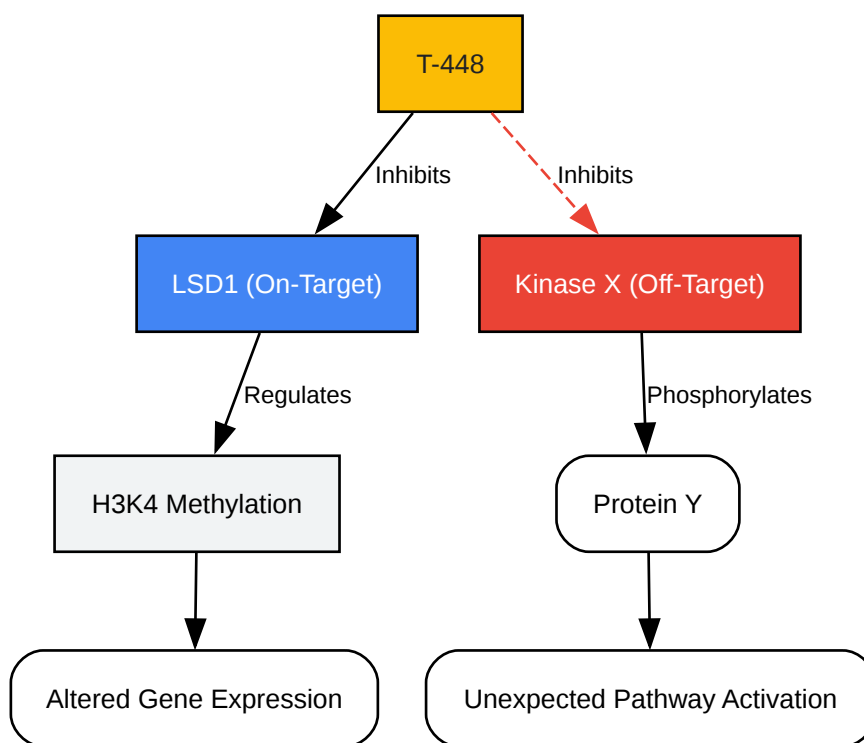 T-448
Inhibits
Inhibits
LSD1 (On-Target)
Kinase X (Off-Target)
Regulates
Phosphorylates
H3K4 Methylation
Protein Y
Altered Gene Expression
Unexpected Pathway Activation